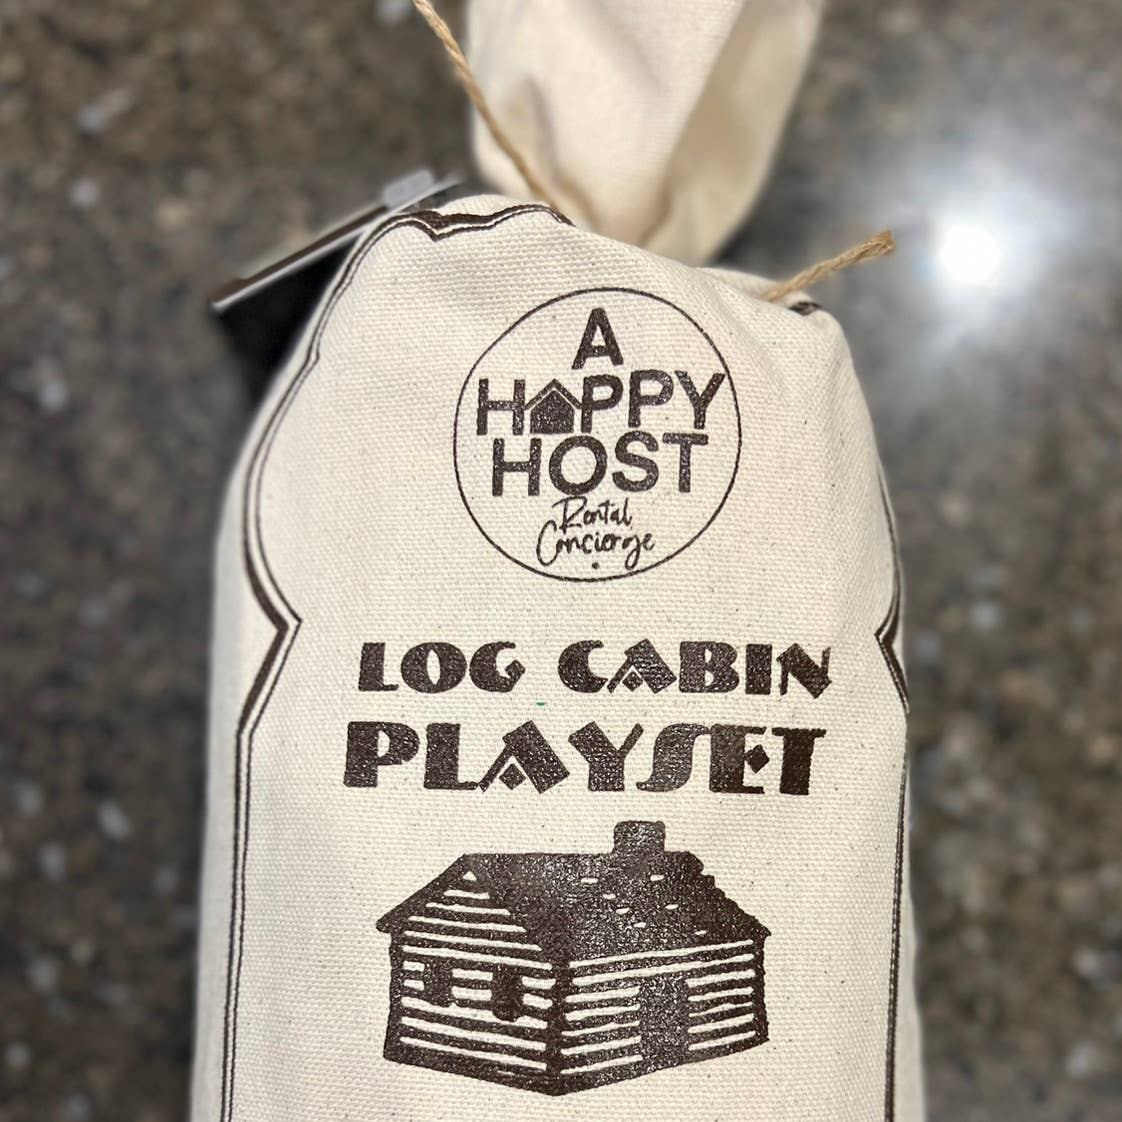 A
HAPPY
HOST
Rental
Concierge
LOG CABIN
PLAYSET